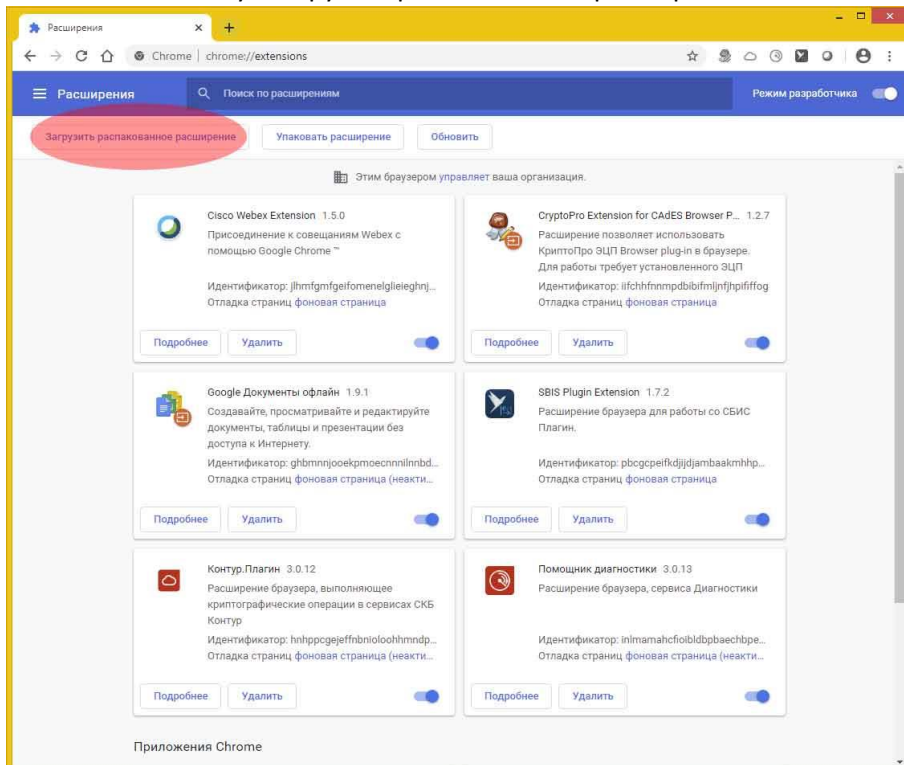 Расширения
Chrome | chrome://extensions
Расширения
Поиск по расширениям
Режим разработчика
Загрузить распакованное расширение
Упаковать расширение
Обновить
Этим браузером управляет ваша организация.
Cisco Webex Extension 1.5.0
Присоединение к совещаниям Webex с
помощью Google Chrome ™
Идентификатор: jlhmfgmfgeifomenelglieieghnj...
Отладка страниц фоновая страница
Подробнее
Удалить
CryptoPro Extension for CAdES Browser P... 1.2.7
Расширение позволяет использовать
КриптоПро ЭЦП Browser plug-in в браузере.
Для работы требует установленного ЭЦП
Идентификатор: iifchhfnnmpdbibifmljnfjhpififfog
Отладка страниц фоновая страница
Подробнее
Удалить
Google Документы офлайн 1.9.1
Создавайте, просматривайте и редактируйте
документы, таблицы и презентации без
доступа к Интернету.
Идентификатор: ghbmnnjooekpmoecnnnilnnbd...
Отладка страниц фоновая страница (неакти...
Подробнее
Удалить
SBIS Plugin Extension 1.7.2
Расширение браузера для работы со СБИС
Плагин.
Идентификатор: pbcgcpeifkdjijdjambaakmhhp...
Отладка страниц фоновая страница
Подробнее
Удалить
Контур.Плагин 3.0.12
Расширение браузера, выполняющее
криптографические операции в сервисах СКБ
Контур
Идентификатор: hnhppcgejeffnbnioloohhmndp...
Отладка страниц фоновая страница (неакти...
Подробнее
Удалить
Помощник диагностики 3.0.13
Расширение браузера, сервиса Диагностики
Идентификатор: inlmamahcfioibldbpbaechbpe...
Отладка страниц фоновая страница (неакти...
Подробнее
Удалить
Приложения Chrome